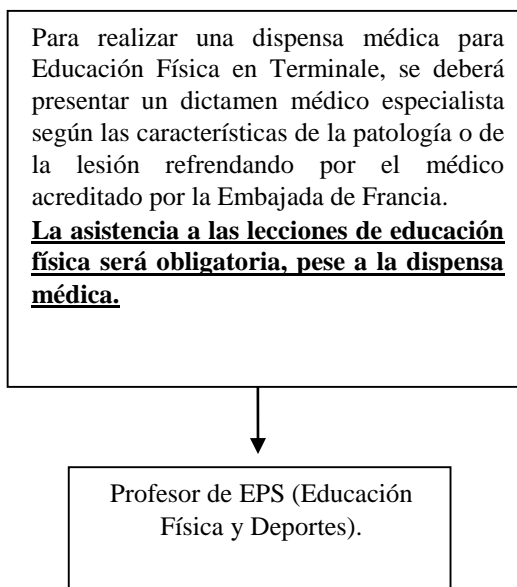 Para realizar una dispensa médica para
Educación Física en Terminale, se deberá
presentar un dictamen médico especialista
según las características de la patología o de
la lesión refrendando por el médico
acreditado por la Embajada de Francia.
La asistencia a las lecciones de educación
física será obligatoria, pese a la dispensa
médica.
Profesor de EPS (Educación
Física y Deportes).